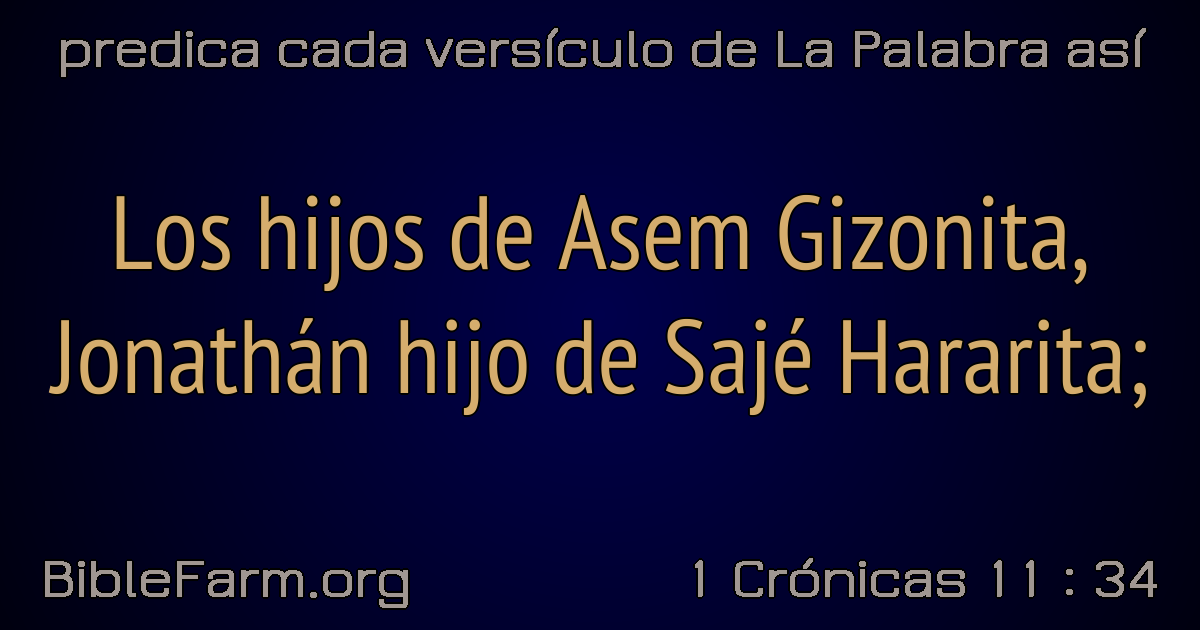 predica cada versículo de La Palabra así
Los hijos de Asem Gizonita,
Jonathán hijo de Sajé Hararita;
BibleFarm.org
1 Crónicas 11 : 34